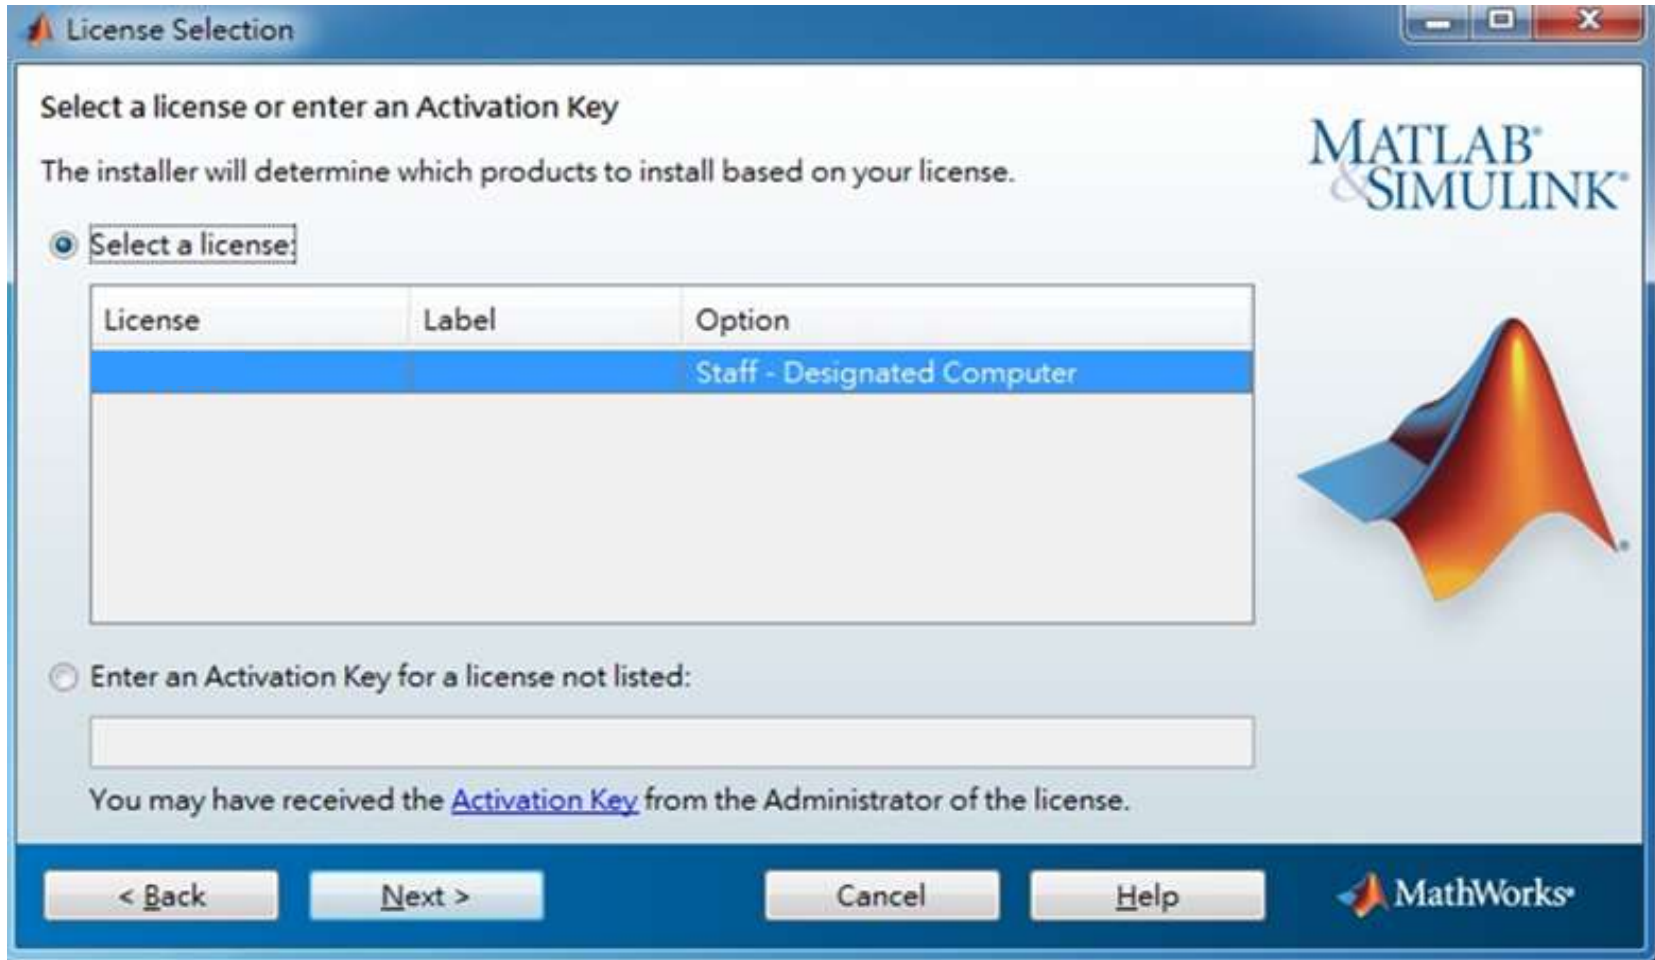 License Selection
Select a license or enter an Activation Key
The installer will determine which products to install based on your license.
MATLAB®
&SIMULINK®
Select a license:
License Label Option
Staff - Designated Computer
Enter an Activation Key for a license not listed:
You may have received the Activation Key from the Administrator of the license.
< Back Next > Cancel Help MathWorks®